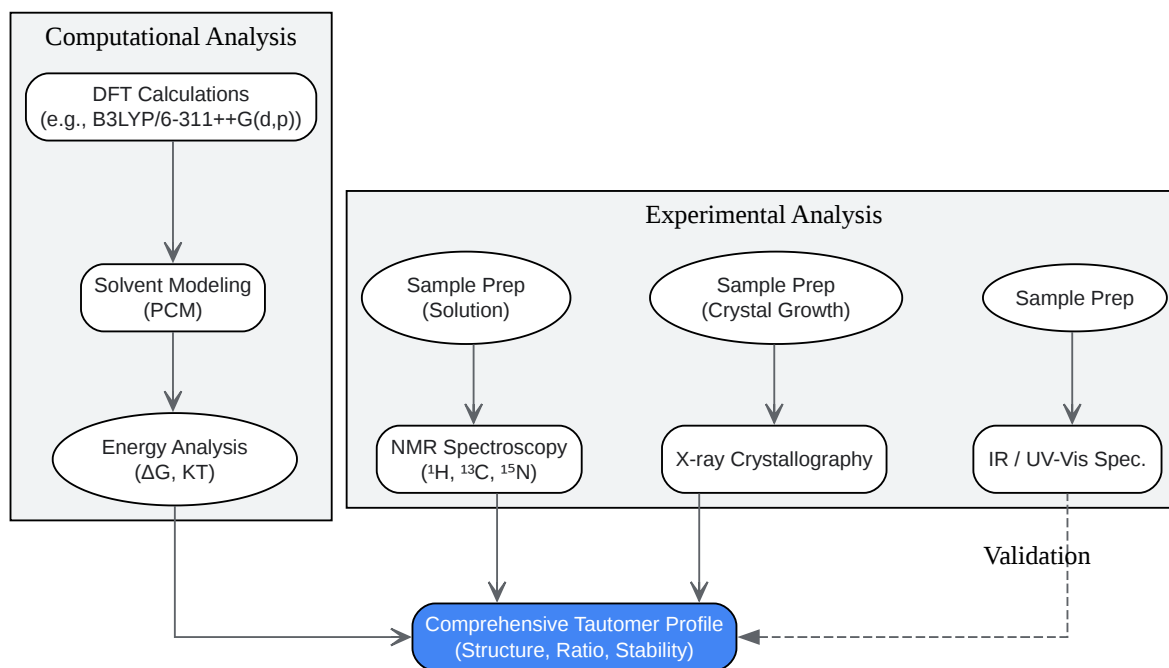 Computational Analysis
DFT Calculations
(e.g., B3LYP/6-311++G(d,p))
Solvent Modeling
(PCM)
Energy Analysis
(ΔG, KT)
Experimental Analysis
Sample Prep
(Solution)
Sample Prep
(Crystal Growth)
Sample Prep
NMR Spectroscopy
(¹H, ¹³C, ¹⁵N)
X-ray Crystallography
IR / UV-Vis Spec.
Validation
Comprehensive Tautomer Profile
(Structure, Ratio, Stability)